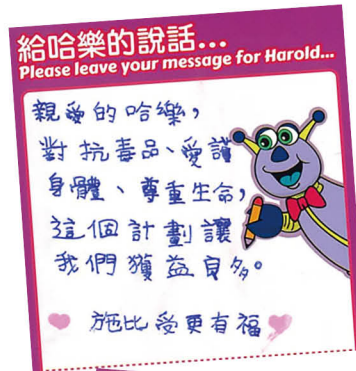 給哈樂的說話...
Please leave your message for Harold...
親愛的哈樂，
對抗毒品、愛護
身體、尊重生命，
這個計劃讓
我們獲益良多。
施比受更有福